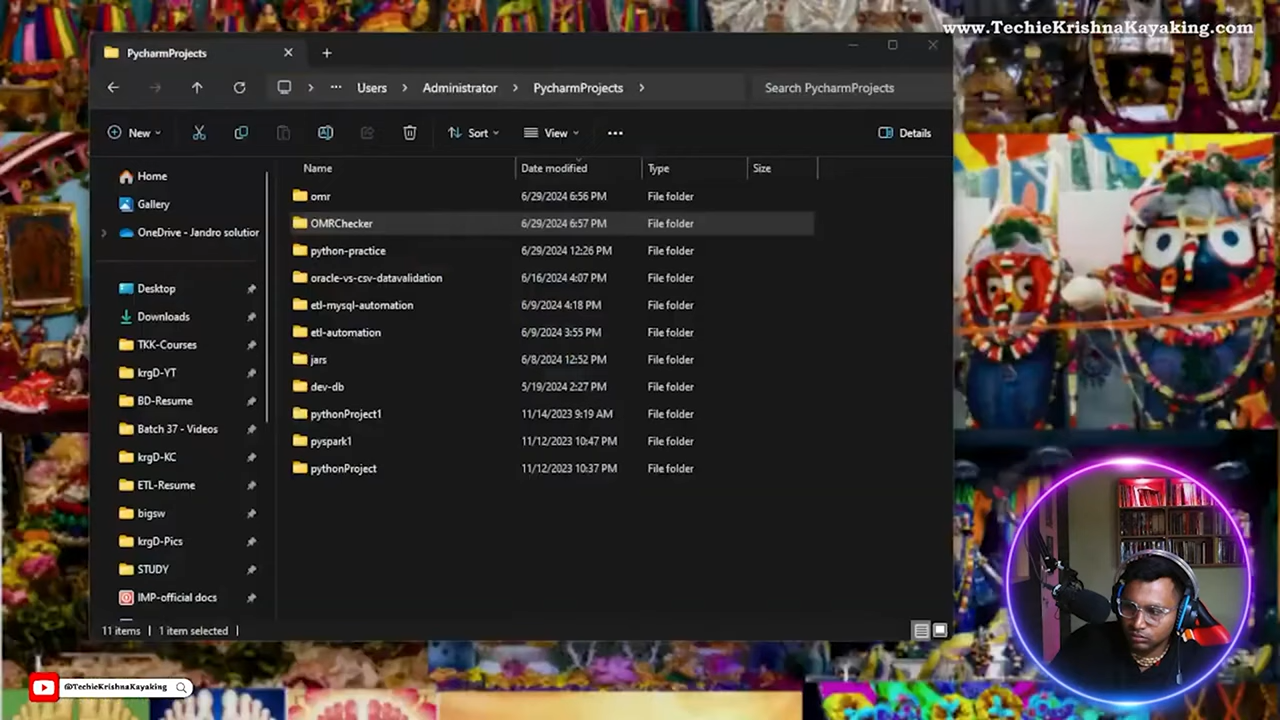 www.TechieKrishnaKayaking.com
PycharmProjects
Users > Administrator > PycharmProjects >
Search PycharmProjects
New
Sort
View
Details
Name Date modified Type Size
Home
Gallery
OneDrive - Jandro solutior
Desktop
Downloads
TKK-Courses
krgD-YT
BD-Resume
Batch 37 - Videos
krgD-KC
ETL-Resume
bigsw
krgD-Pics
STUDY
IMP-official docs
omr 6/29/2024 6:56 PM File folder
OMRChecker 6/29/2024 6:57 PM File folder
python-practice 6/29/2024 12:26 PM File folder
oracle-vs-csv-datavalidation 6/16/2024 4:07 PM File folder
etl-mysql-automation 6/9/2024 4:18 PM File folder
etl-automation 6/9/2024 3:55 PM File folder
jars 6/8/2024 12:52 PM File folder
dev-db 5/19/2024 2:27 PM File folder
pythonProject1 11/14/2023 9:19 AM File folder
pyspark1 11/12/2023 10:47 PM File folder
pythonProject 11/12/2023 10:37 PM File folder
11 items | 1 item selected |
@TechieKrishnaKayaking